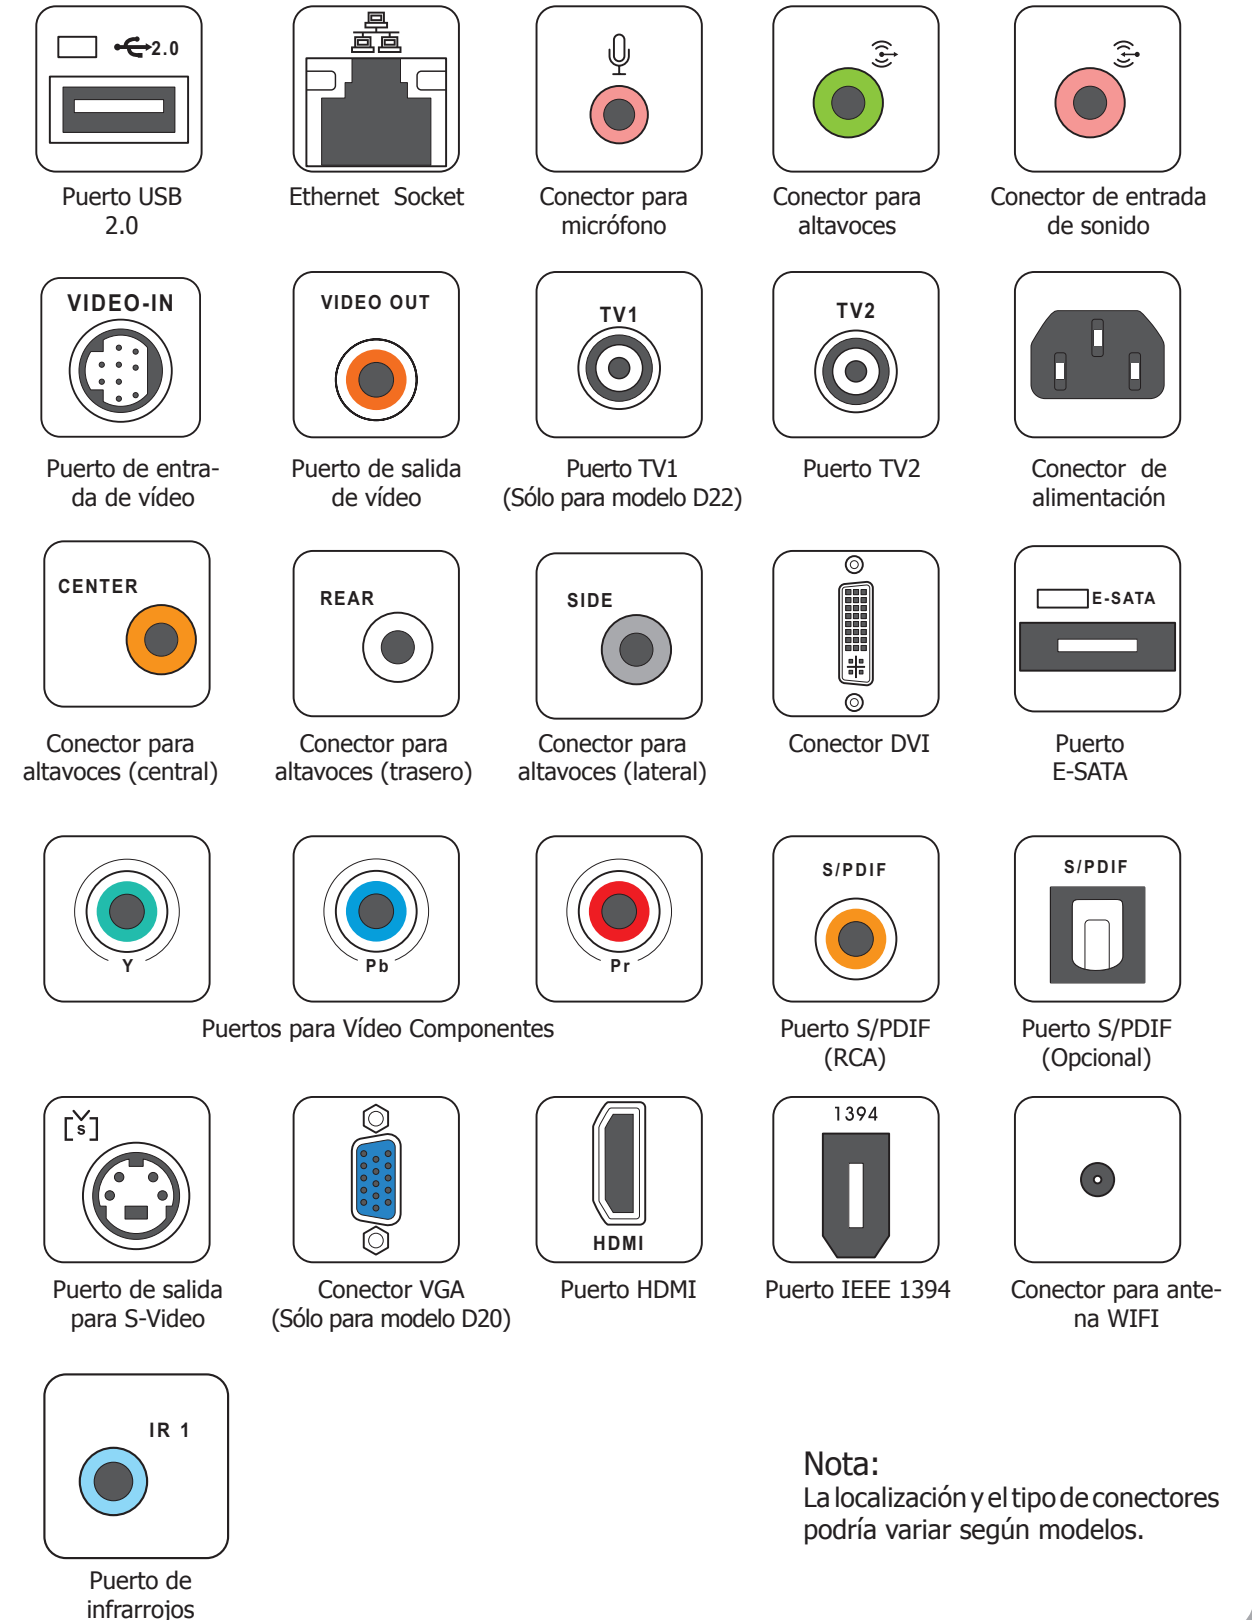 2.0
Puerto USB
2.0
Ethernet Socket
Conector para
micrófono
Conector para
altavoces
Conector de entrada
de sonido
VIDEO-IN
Puerto de entra-
da de vídeo
VIDEO OUT
Puerto de salida
de vídeo
TV1
Puerto TV1
(Sólo para modelo D22)
TV2
Puerto TV2
Conector de
alimentación
CENTER
Conector para
altavoces (central)
REAR
Conector para
altavoces (trasero)
SIDE
Conector para
altavoces (lateral)
Conector DVI
E-SATA
Puerto
E-SATA
Y
Pb
Pr
Puertos para Vídeo Componentes
S/PDIF
Puerto S/PDIF
(RCA)
S/PDIF
Puerto S/PDIF
(Opcional)
S
Puerto de salida
para S-Video
Conector VGA
(Sólo para modelo D20)
HDMI
Puerto HDMI
1394
Puerto IEEE 1394
Conector para ante-
na WIFI
IR 1
Puerto de
infrarrojos
Nota:
La localización y el tipo de conectores
podría variar según modelos.